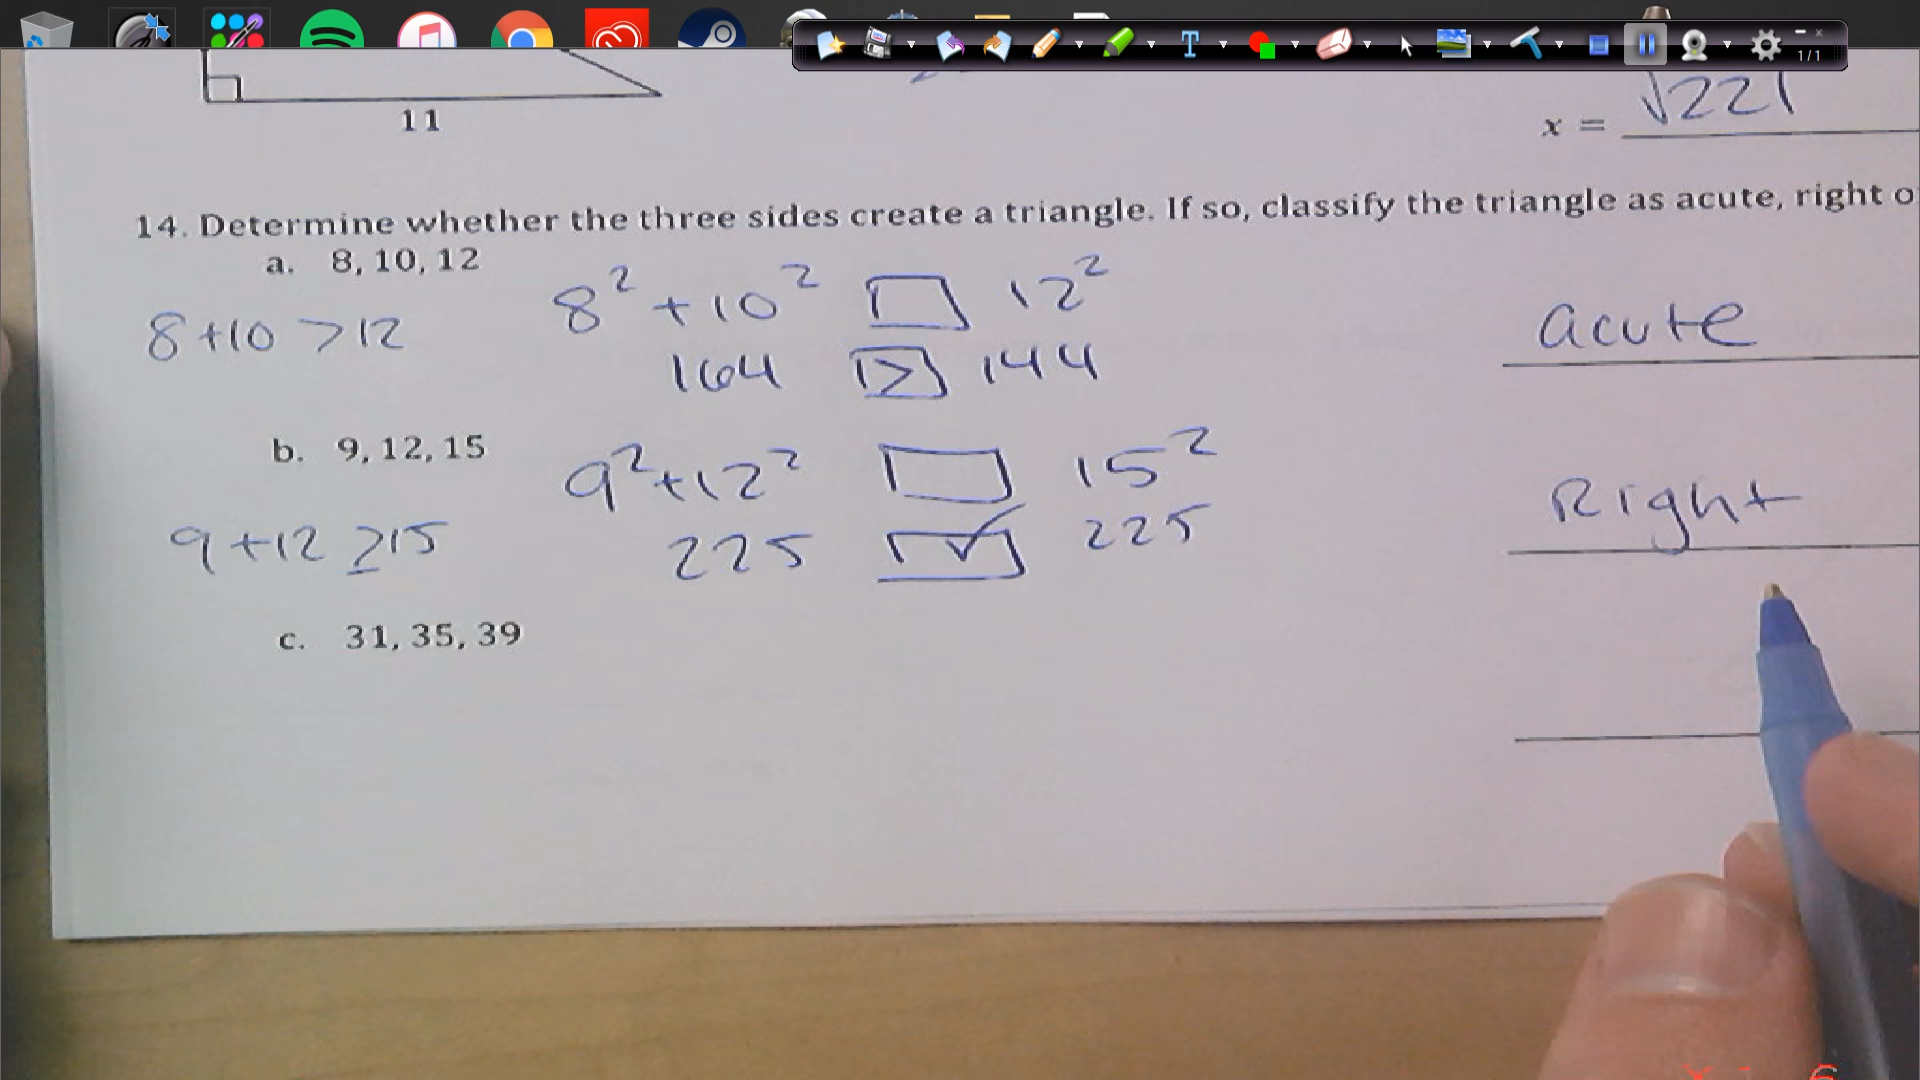 T
1/1
11
x = √221
14. Determine whether the three sides create a triangle. If so, classify the triangle as acute, right o
a. 8, 10, 12
8² + 10² 12²
8 + 10 > 12
acute
164 > 144
b. 9, 12, 15
9² + 12² 15²
Right
9 + 12 ≥ 15
225 ✓ 225
c. 31, 35, 39